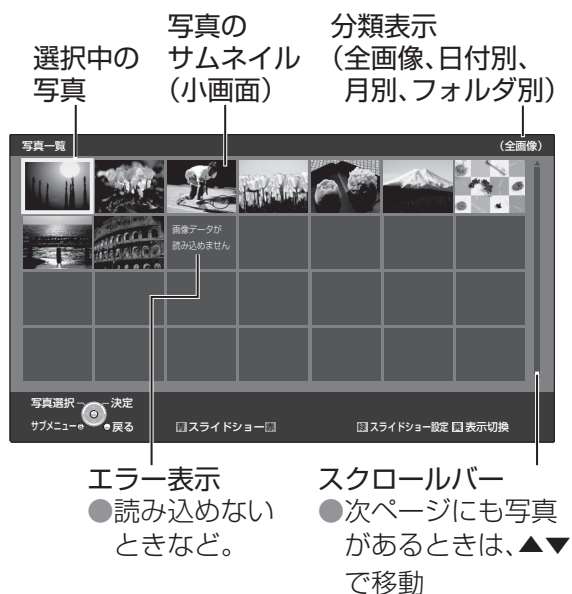 選択中の
写真
写真の
サムネイル
(小画面)
分類表示
(全画像、日付別、
月別、フォルダ別)
写真一覧
(全画像)
画像データが
読み込めません
写真選択
決定
サブメニュー
戻る
青スライドショー赤
緑スライドショー設定 黄表示切換
エラー表示
●読み込めない
ときなど。
スクロールバー
●次ページにも写真
があるときは、▲▼
で移動